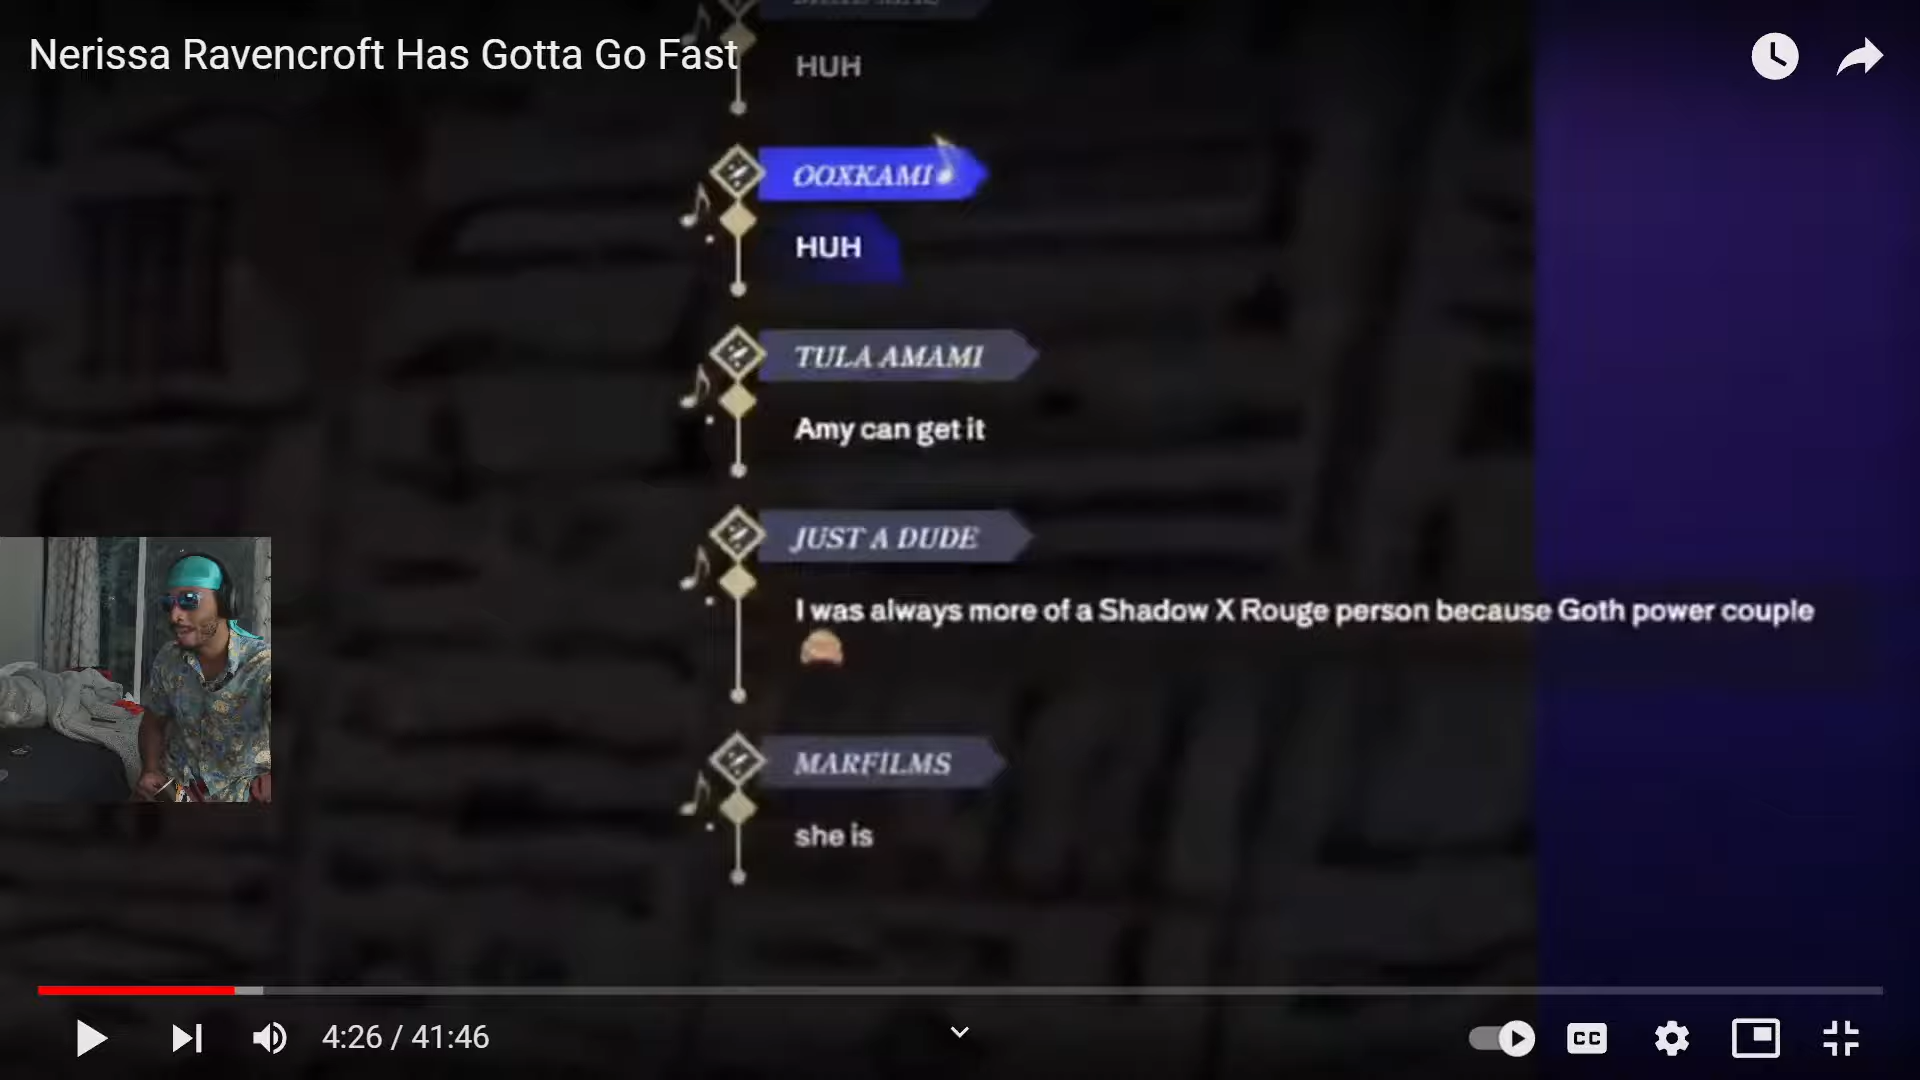 Nerissa Ravencroft Has Gotta Go Fast
HUH
OOXKAMI
HUH
TULA AMAMI
Amy can get it
JUST A DUDE
I was always more of a Shadow X Rouge person because Goth power couple
MARFILMS
she is
4:26 / 41:46
CC